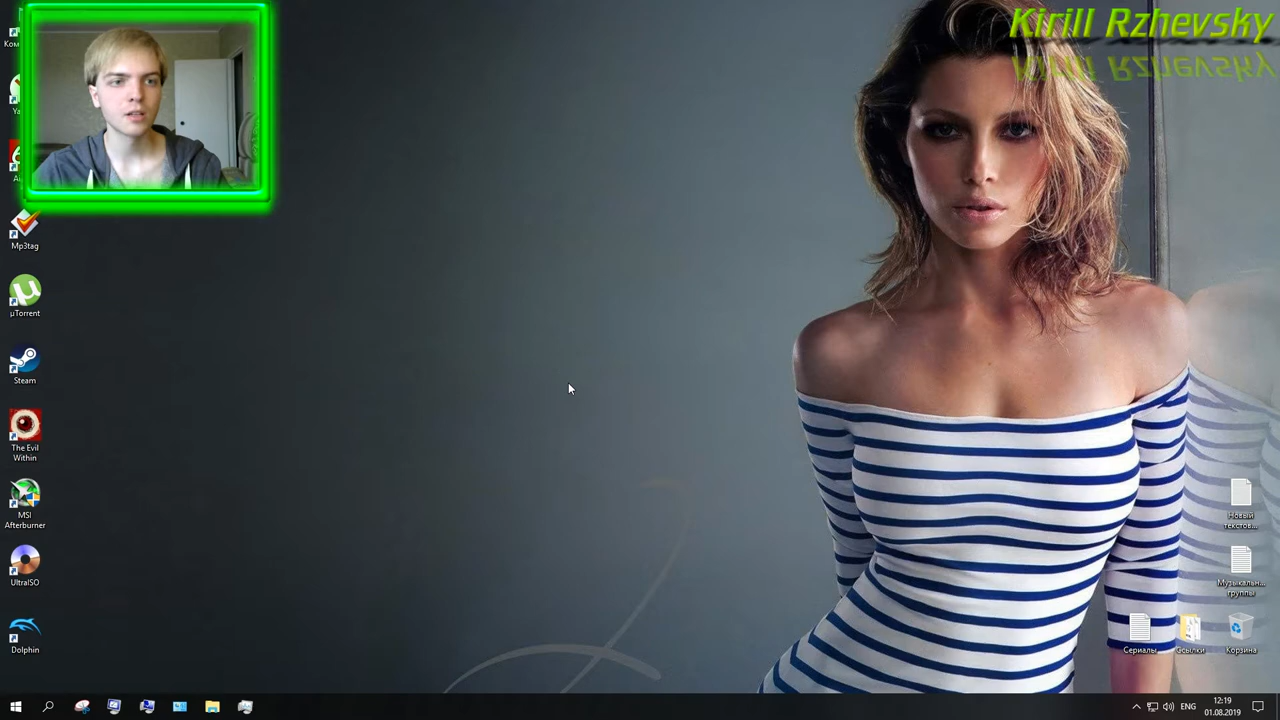 Kirill Rzhevsky
Mp3tag
µTorrent
Steam
The Evil
Within
MSI
Afterburner
UltraISO
Dolphin
Новый
текстов...
Музыкальн...
группы
Сериалы
Ссылки
Корзина
ENG
12:19
01.08.2019